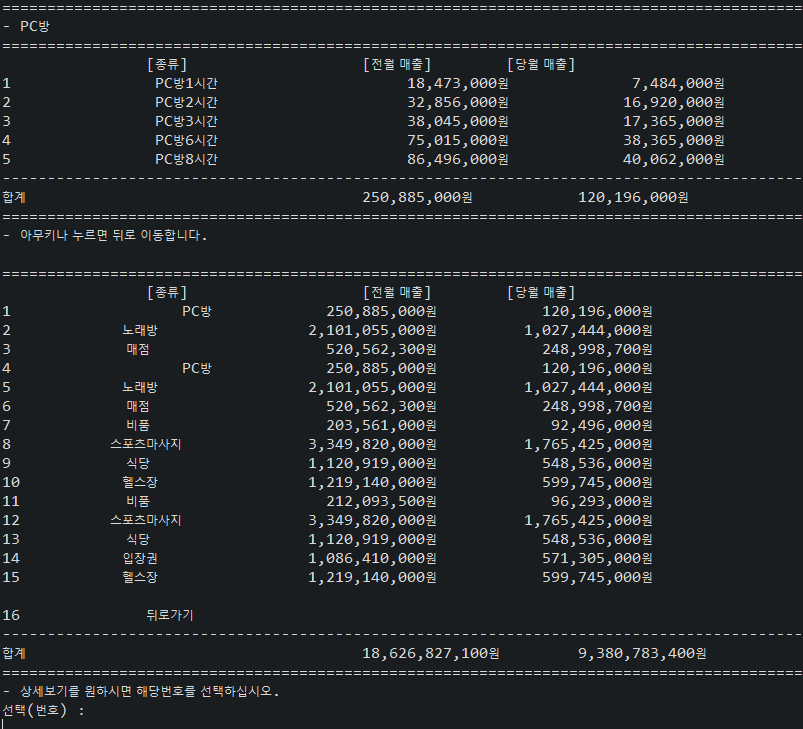 ================================================================================
- PC방
================================================================================
[종류] [전월 매출] [당월 매출]
1 PC방1시간 18,473,000원 7,484,000원
2 PC방2시간 32,856,000원 16,920,000원
3 PC방3시간 38,045,000원 17,365,000원
4 PC방6시간 75,015,000원 38,365,000원
5 PC방8시간 86,496,000원 40,062,000원
--------------------------------------------------------------------------------
합계 250,885,000원 120,196,000원
================================================================================
- 아무키나 누르면 뒤로 이동합니다.
================================================================================
[종류] [전월 매출] [당월 매출]
1 PC방 250,885,000원 120,196,000원
2 노래방 2,101,055,000원 1,027,444,000원
3 매점 520,562,300원 248,998,700원
4 PC방 250,885,000원 120,196,000원
5 노래방 2,101,055,000원 1,027,444,000원
6 매점 520,562,300원 248,998,700원
7 비품 203,561,000원 92,496,000원
8 스포츠마사지 3,349,820,000원 1,765,425,000원
9 식당 1,120,919,000원 548,536,000원
10 헬스장 1,219,140,000원 599,745,000원
11 비품 212,093,500원 96,293,000원
12 스포츠마사지 3,349,820,000원 1,765,425,000원
13 식당 1,120,919,000원 548,536,000원
14 입장권 1,086,410,000원 571,305,000원
15 헬스장 1,219,140,000원 599,745,000원
16 뒤로가기
--------------------------------------------------------------------------------
합계 18,626,827,100원 9,380,783,400원
================================================================================
- 상세보기를 원하시면 해당번호를 선택하십시오.
선택(번호) :